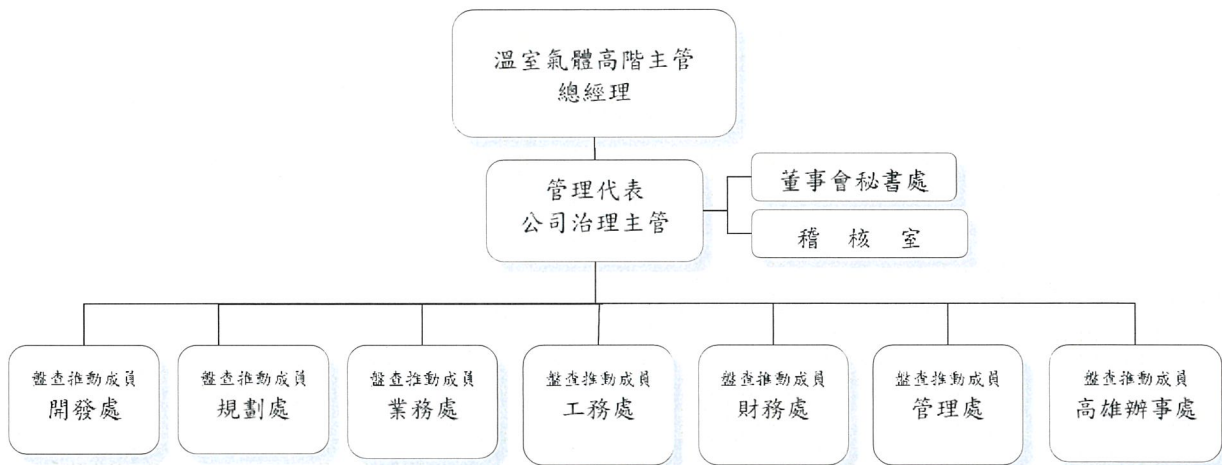 溫室氣體高階主管
總經理
管理代表
公司治理主管
董事會秘書處
稽 核 室
盤查推動成員
開發處
盤查推動成員
規劃處
盤查推動成員
業務處
盤查推動成員
工務處
盤查推動成員
財務處
盤查推動成員
管理處
盤查推動成員
高雄辦事處